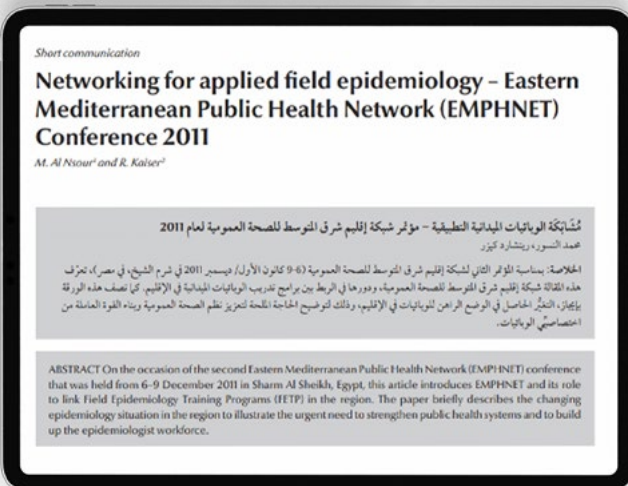 Short communication
Networking for applied field epidemiology – Eastern
Mediterranean Public Health Network (EMPHNET)
Conference 2011
M. Al Nsour¹ and R. Kaiser²
مُشَابَكَة الوبائيات الميدانية التطبيقية – مؤتمر شبكة إقليم شرق المتوسط للصحة العمومية لعام 2011
محمد النسور، ريتشارد كيزر
الخلاصة: بمناسبة المؤتمر الثاني لشبكة إقليم شرق المتوسط للصحة العمومية (6-9 كانون الأول/ ديسمبر 2011 في شرم الشيخ، في مصر)، تعرِّف
هذه المقالة شبكة إقليم شرق المتوسط للصحة العمومية، ودورها في الربط بين برامج تدريب الوبائيات الميدانية في الإقليم. كما تصف هذه الورقة
بإيجاز، التغيُّر الحاصل في الوضع الراهن للوبائيات في الإقليم، وذلك لتوضيح الحاجة الملحة لتعزيز نظم الصحة العمومية وبناء القوة العاملة من
اختصاصيِّي الوبائيات.
ABSTRACT On the occasion of the second Eastern Mediterranean Public Health Network (EMPHNET) conference
that was held from 6–9 December 2011 in Sharm Al Sheikh, Egypt, this article introduces EMPHNET and its role
to link Field Epidemiology Training Programs (FETP) in the region. The paper briefly describes the changing
epidemiology situation in the region to illustrate the urgent need to strengthen public health systems and to build
up the epidemiologist workforce.